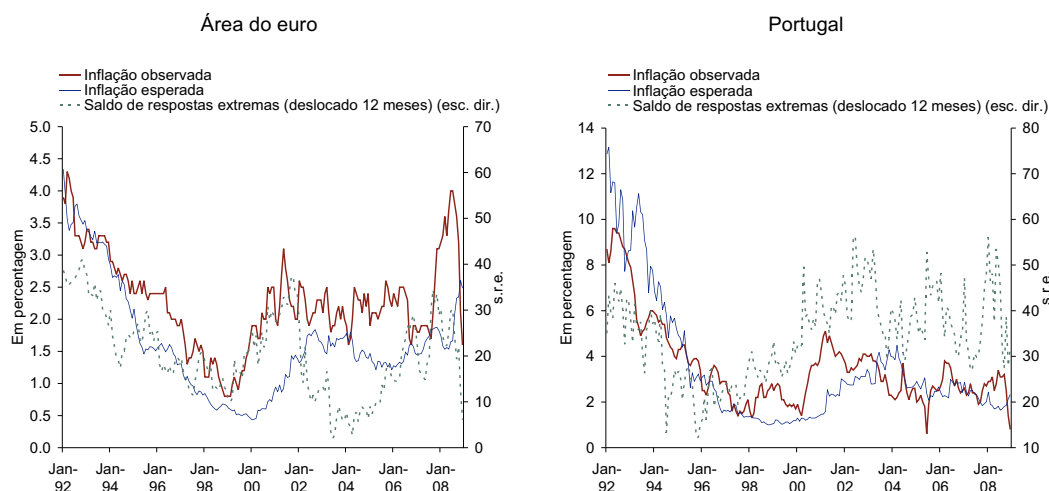 Área do euro
Inflação observada
Inflação esperada
Saldo de respostas extremas (deslocado 12 meses) (esc. dir.)
Em percentagem
5.0
4.5
4.0
3.5
3.0
2.5
2.0
1.5
1.0
0.5
0.0
70
60
50
40
30
20
10
0
s.r.e.
Jan- Jan- Jan- Jan- Jan- Jan- Jan- Jan- Jan-
92 94 96 98 00 02 04 06 08
Portugal
Inflação observada
Inflação esperada
Saldo de respostas extremas (deslocado 12 meses) (esc. dir.)
Em percentagem
14
12
10
8
6
4
2
0
80
70
60
50
40
30
20
10
s.r.e.
Jan- Jan- Jan- Jan- Jan- Jan- Jan- Jan- Jan-
92 94 96 98 00 02 04 06 08